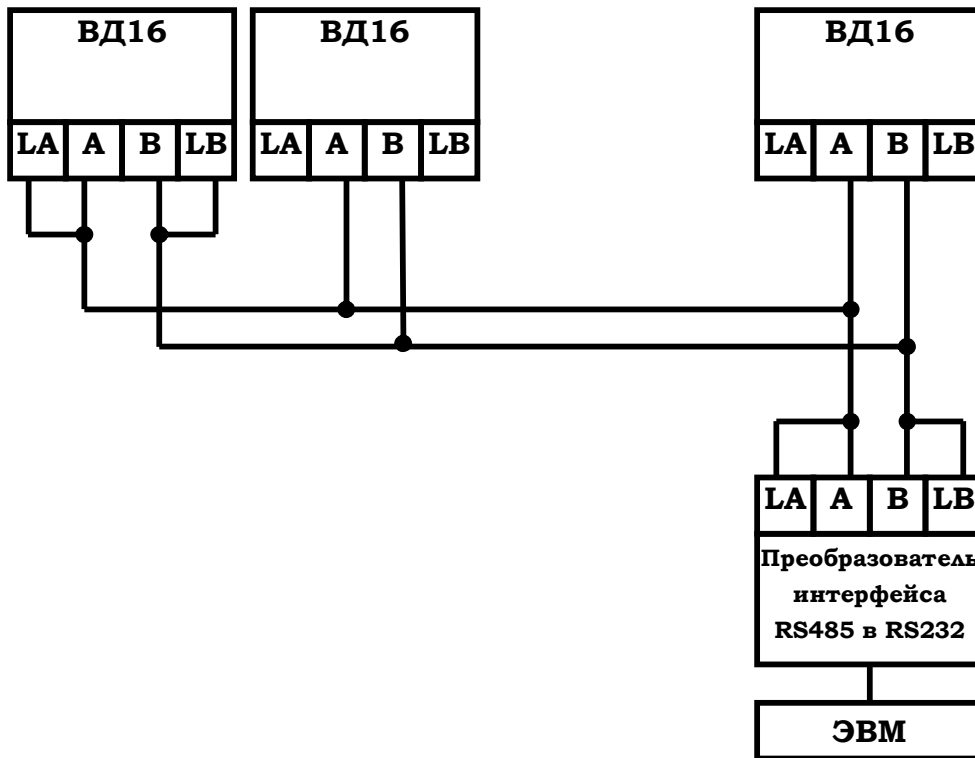 ВД16 ВД16 ВД16
LA A B LB LA A B LB LA A B LB
LA A B LB
Преобразователь
интерфейса
RS485 в RS232
ЭВМ